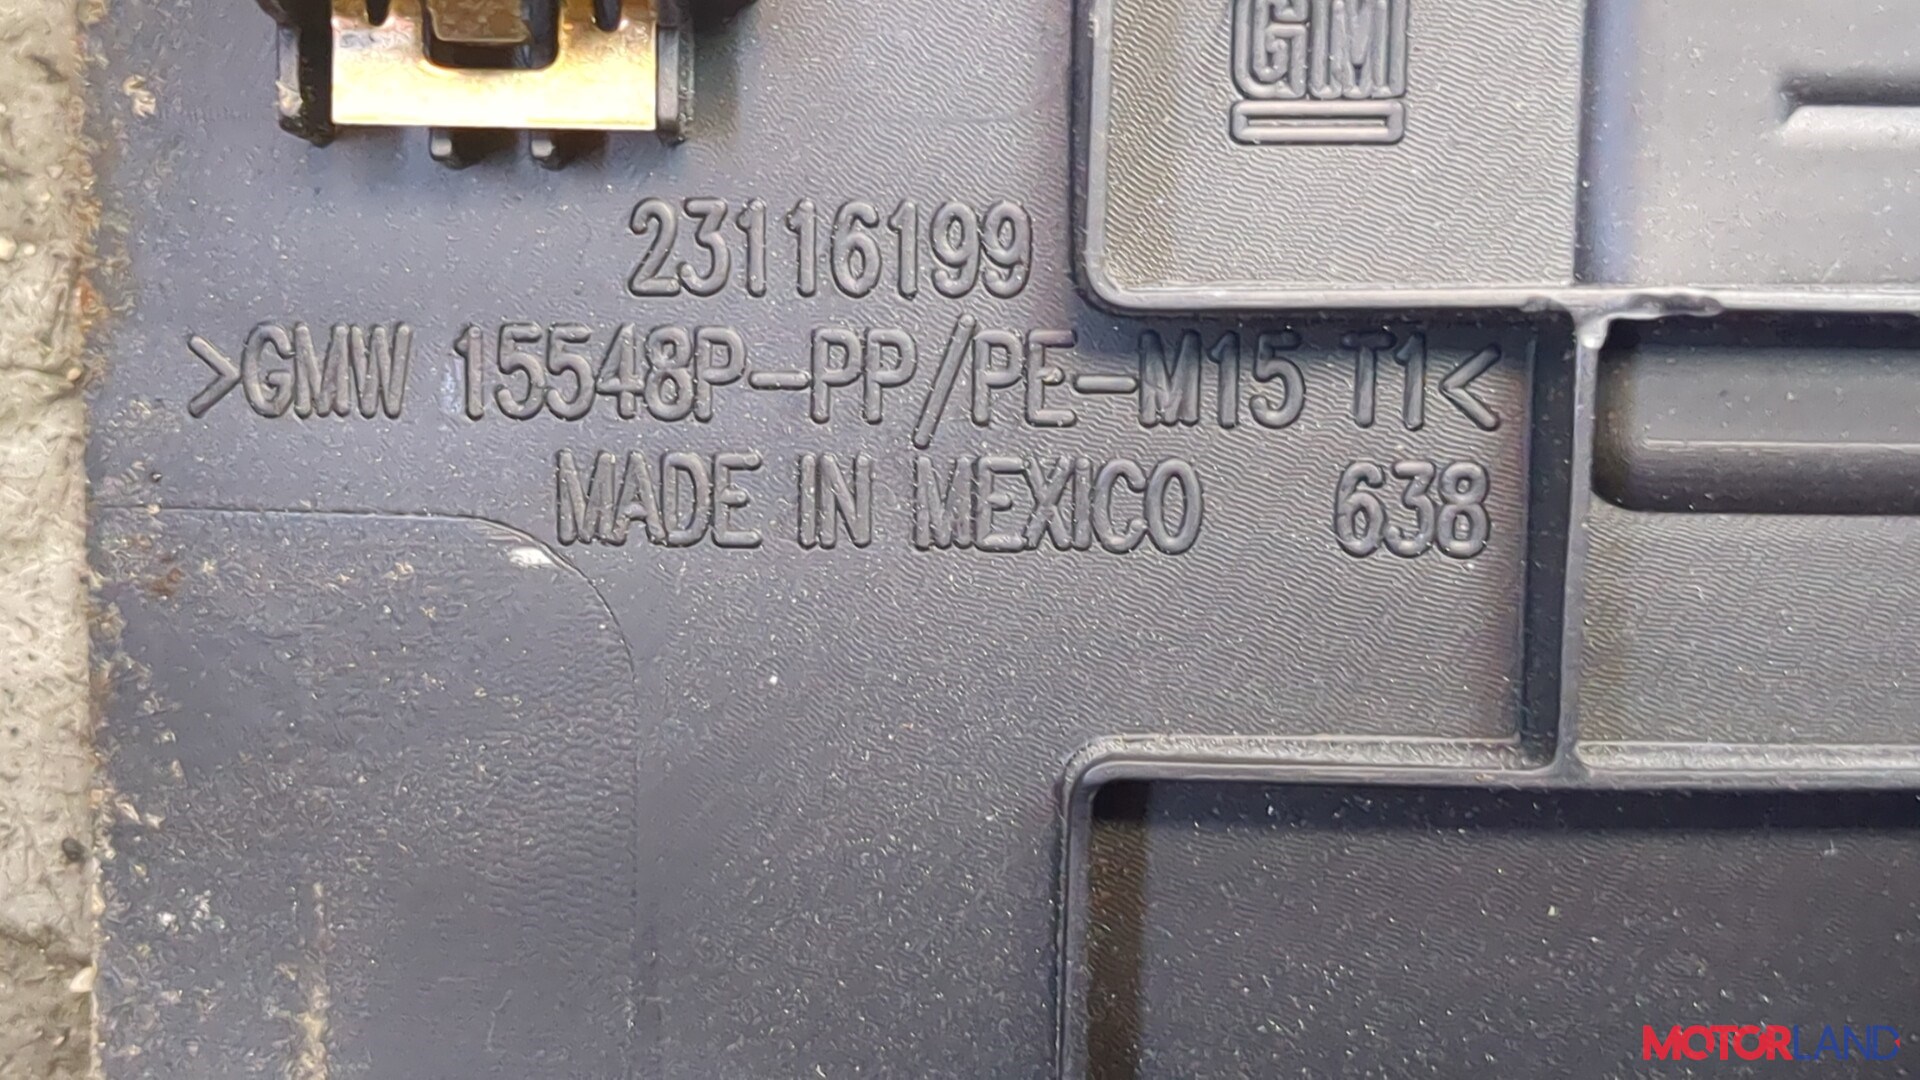 GM
23116199
>GMW 15548P-PP/PE-M15 T1<
MADE IN MEXICO 638
MOTORLAND